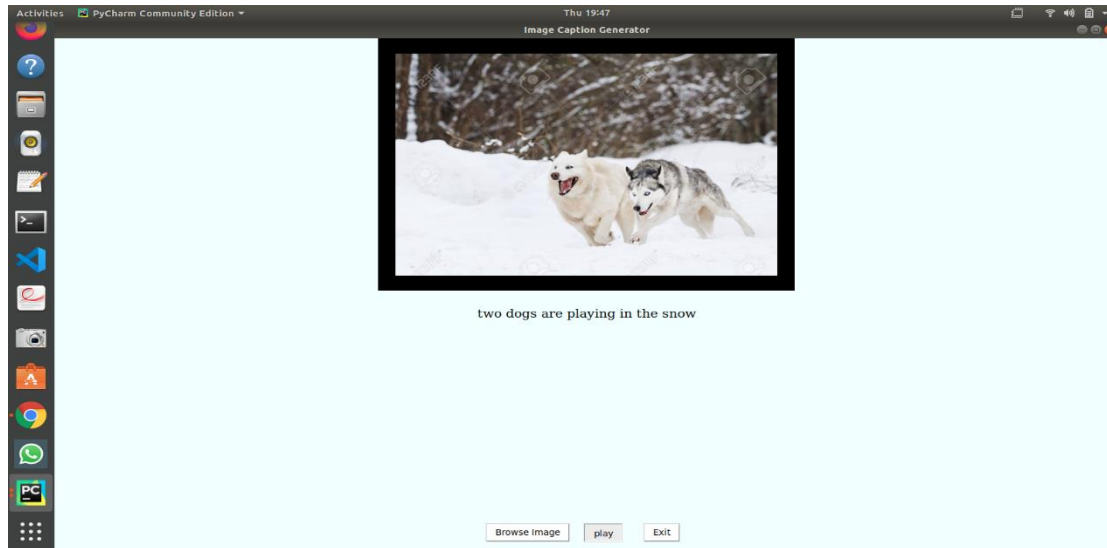 Activities PyCharm Community Edition Thu 19:47
Image Caption Generator
two dogs are playing in the snow
Browse Image play Exit
PC